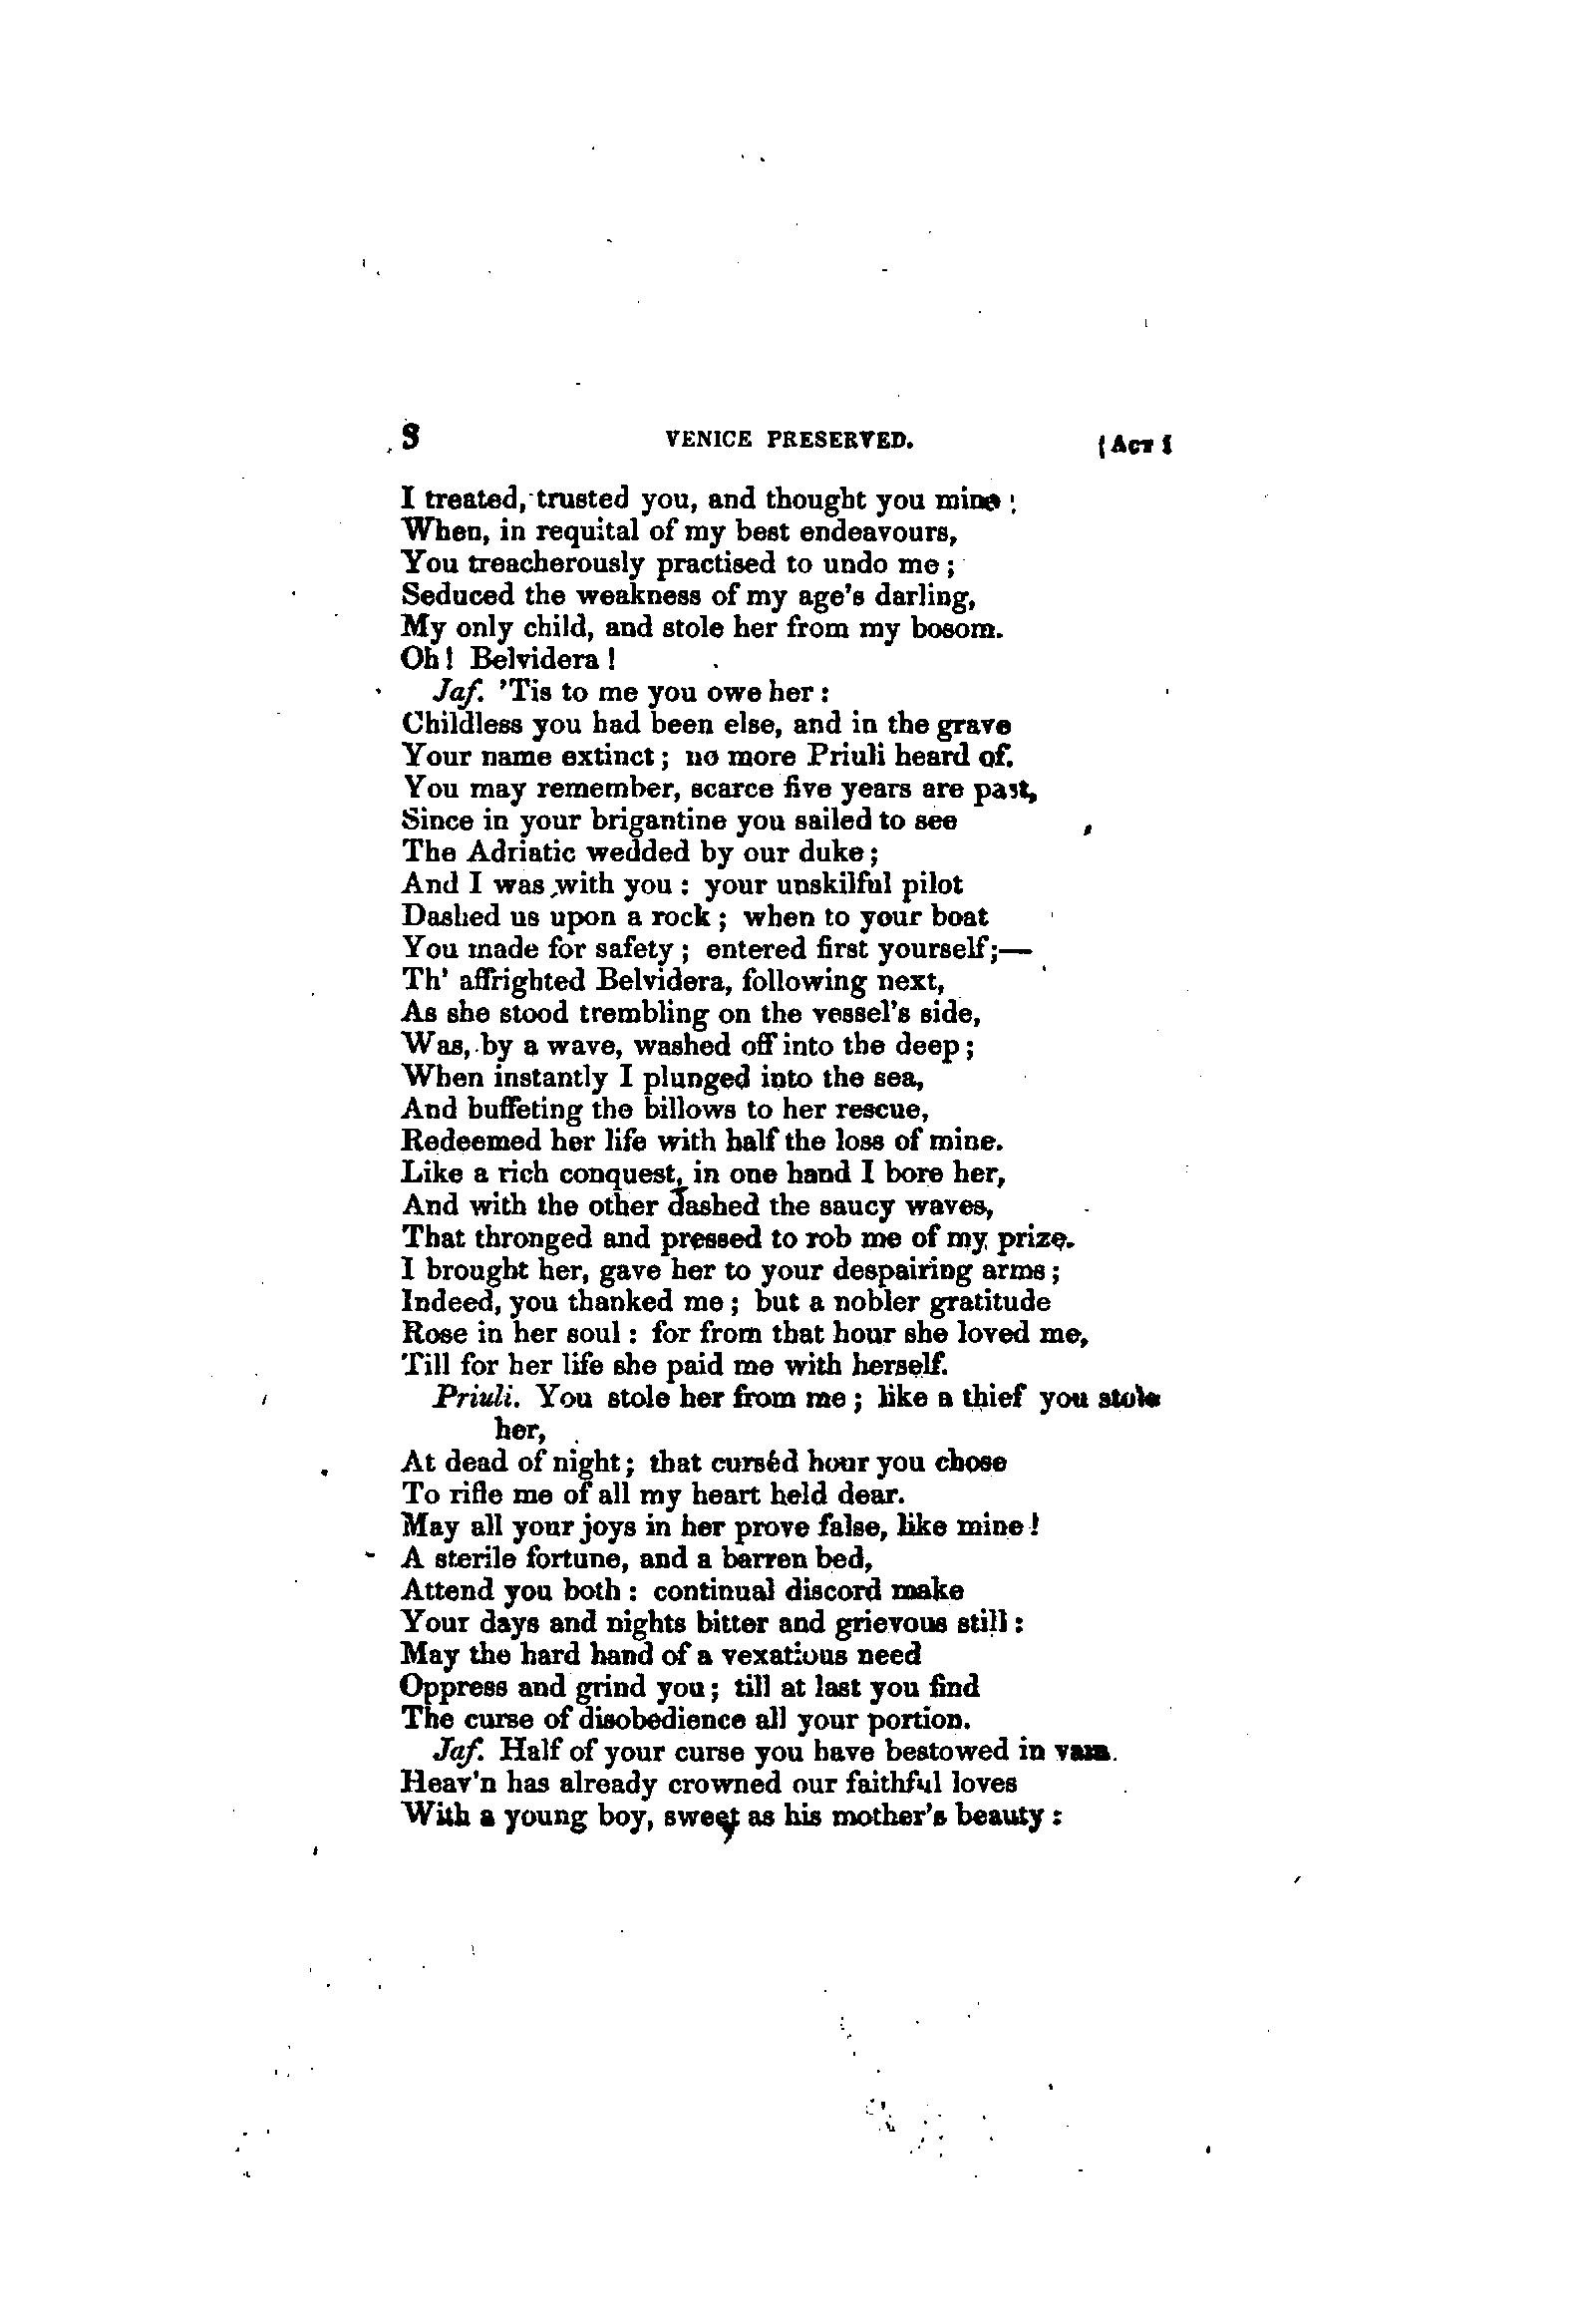 8 VENICE PRESERVED. [Act I
I treated, trusted you, and thought you mine;
When, in requital of my best endeavours,
You treacherously practised to undo me;
Seduced the weakness of my age's darling,
My only child, and stole her from my bosom.
Oh! Belvidera!
Jaf. 'Tis to me you owe her:
Childless you had been else, and in the grave
Your name extinct; no more Priuli heard of.
You may remember, scarce five years are past,
Since in your brigantine you sailed to see
The Adriatic wedded by our duke;
And I was with you: your unskilful pilot
Dashed us upon a rock; when to your boat
You made for safety; entered first yourself;—
Th' affrighted Belvidera, following next,
As she stood trembling on the vessel's side,
Was, by a wave, washed off into the deep;
When instantly I plunged into the sea,
And buffeting the billows to her rescue,
Redeemed her life with half the loss of mine.
Like a rich conquest, in one hand I bore her,
And with the other dashed the saucy waves,
That thronged and pressed to rob me of my prize.
I brought her, gave her to your despairing arms;
Indeed, you thanked me; but a nobler gratitude
Rose in her soul: for from that hour she loved me,
Till for her life she paid me with herself.
Priuli. You stole her from me; like a thief you stole
her,
At dead of night; that cursèd hour you chose
To rifle me of all my heart held dear.
May all your joys in her prove false, like mine!
A sterile fortune, and a barren bed,
Attend you both: continual discord make
Your days and nights bitter and grievous still:
May the hard hand of a vexatious need
Oppress and grind you; till at last you find
The curse of disobedience all your portion.
Jaf. Half of your curse you have bestowed in vain.
Heav'n has already crowned our faithful loves
With a young boy, sweet as his mother's beauty: